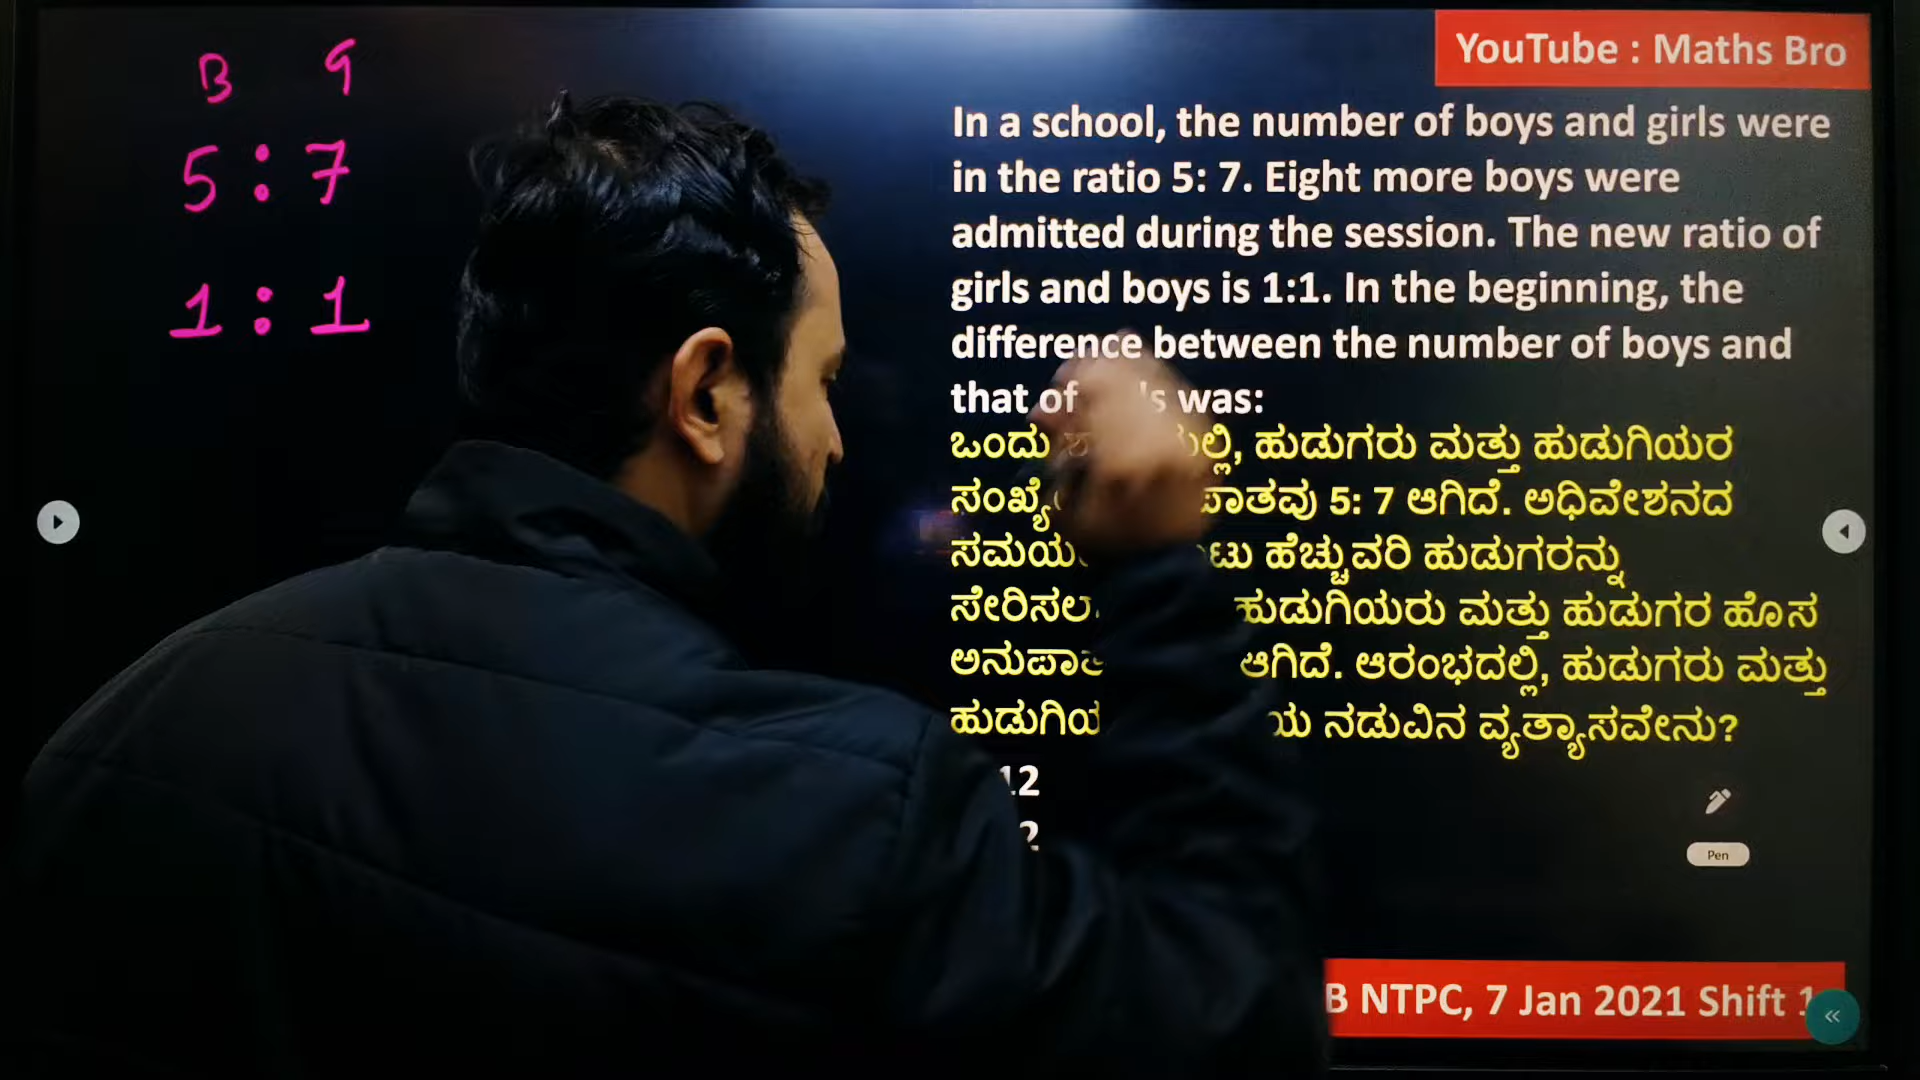 B G
5 : 7
1 : 1
YouTube : Maths Bro
In a school, the number of boys and girls were
in the ratio 5: 7. Eight more boys were
admitted during the session. The new ratio of
girls and boys is 1:1. In the beginning, the
difference between the number of boys and
that of was:
ಒಂದು ಹುಡುಗರು ಮತ್ತು ಹುಡುಗಿಯರ
5: 7 ಆಗಿದೆ. ಅಧಿವೇಶನದ
ಹೆಚ್ಚುವರಿ ಹುಡುಗರನ್ನು
ಹುಡುಗಿಯರು ಮತ್ತು ಹುಡುಗರ ಹೊಸ
ಆಗಿದೆ. ಆರಂಭದಲ್ಲಿ, ಹುಡುಗರು ಮತ್ತು
ನಡುವಿನ ವ್ಯತ್ಯಾಸವೇನು?
12
2
Pen
B NTPC, 7 Jan 2021 Shift 1